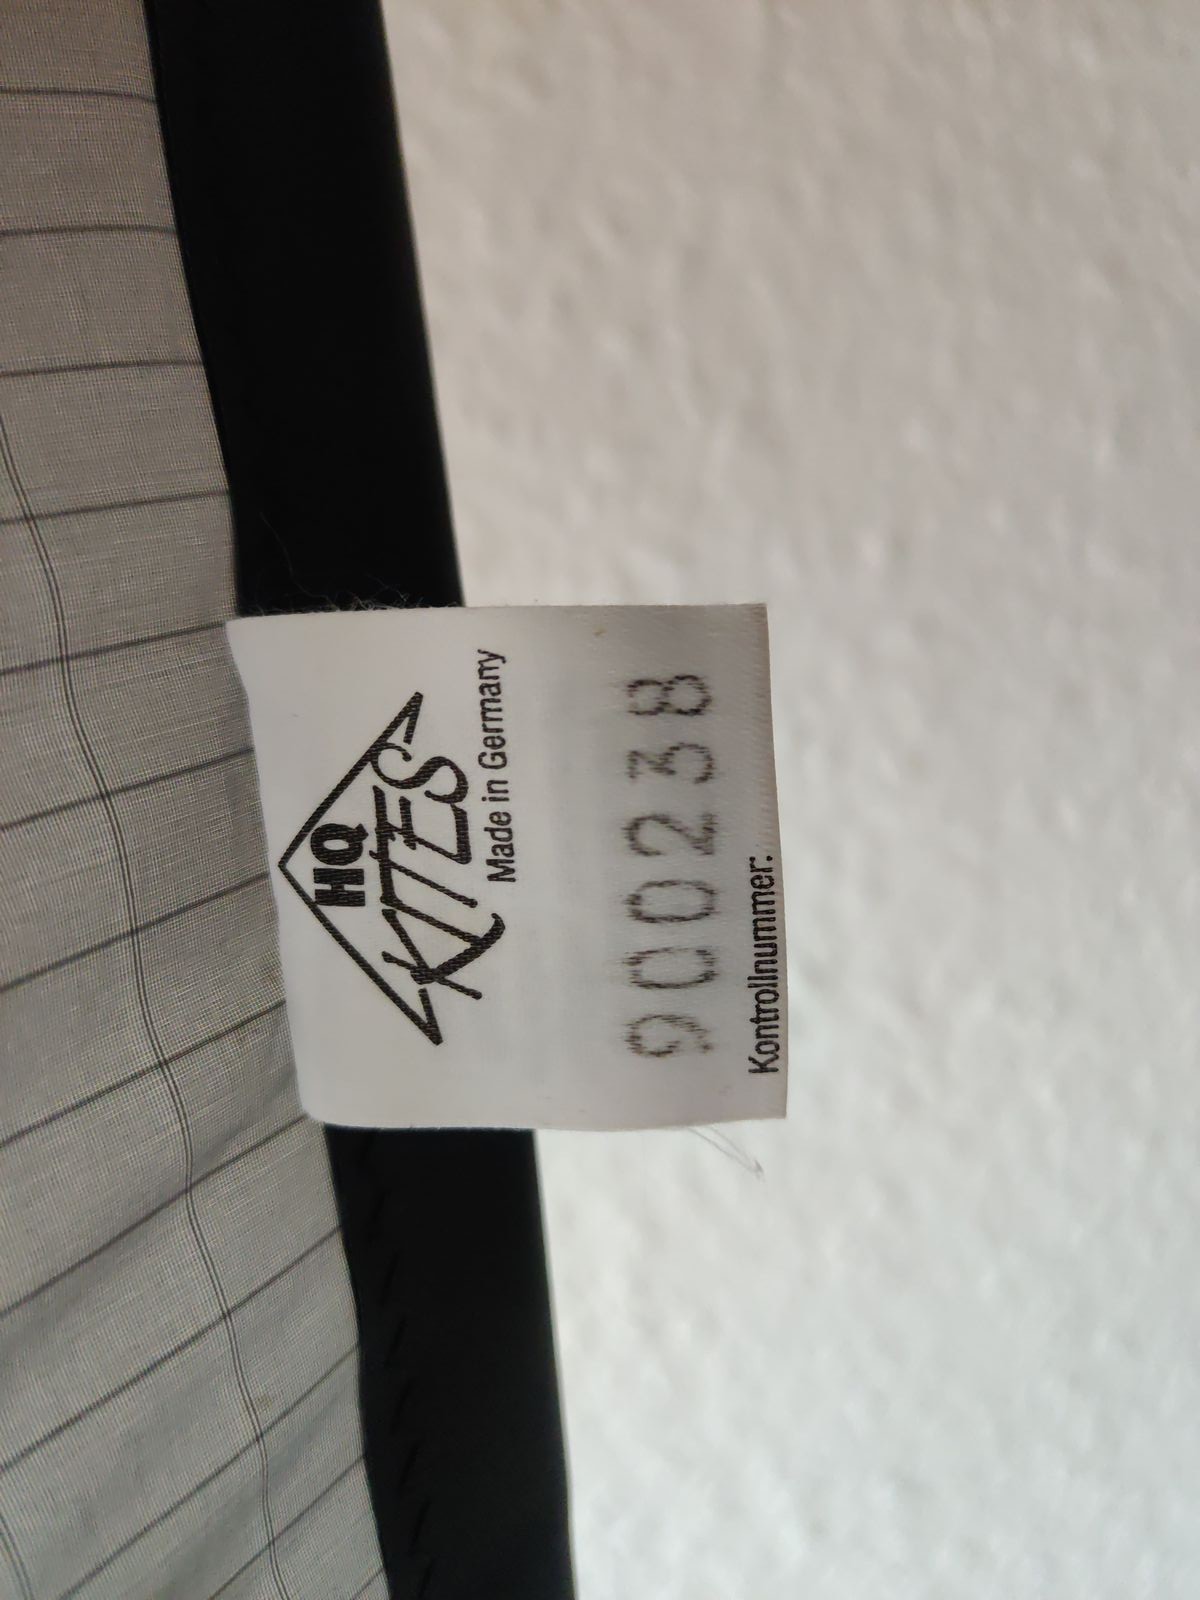 HQ
KITES
Made in Germany
900238
Kontrollnummer: